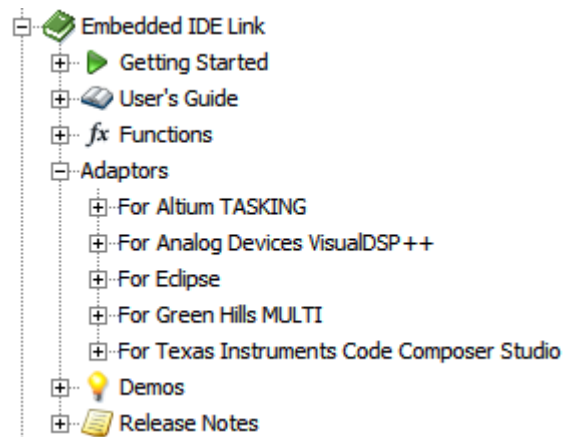 Embedded IDE Link
Getting Started
User's Guide
fx Functions
Adaptors
For Altium TASKING
For Analog Devices VisualDSP++
For Eclipse
For Green Hills MULTI
For Texas Instruments Code Composer Studio
Demos
Release Notes